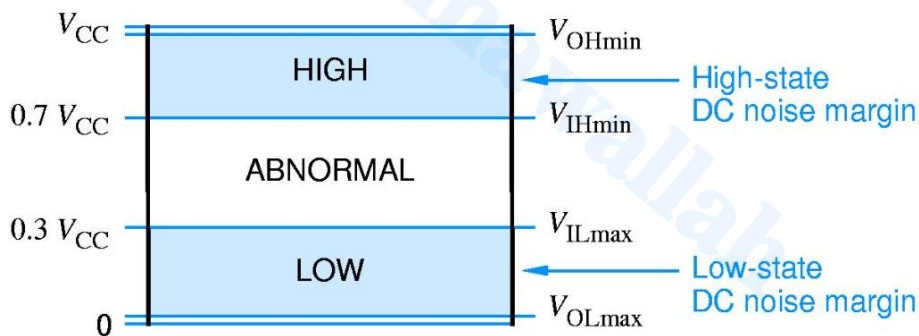 V_CC
V_OHmin
HIGH
High-state
DC noise margin
0.7 V_CC
V_IHmin
ABNORMAL
0.3 V_CC
V_ILmax
LOW
Low-state
DC noise margin
V_OLmax
0